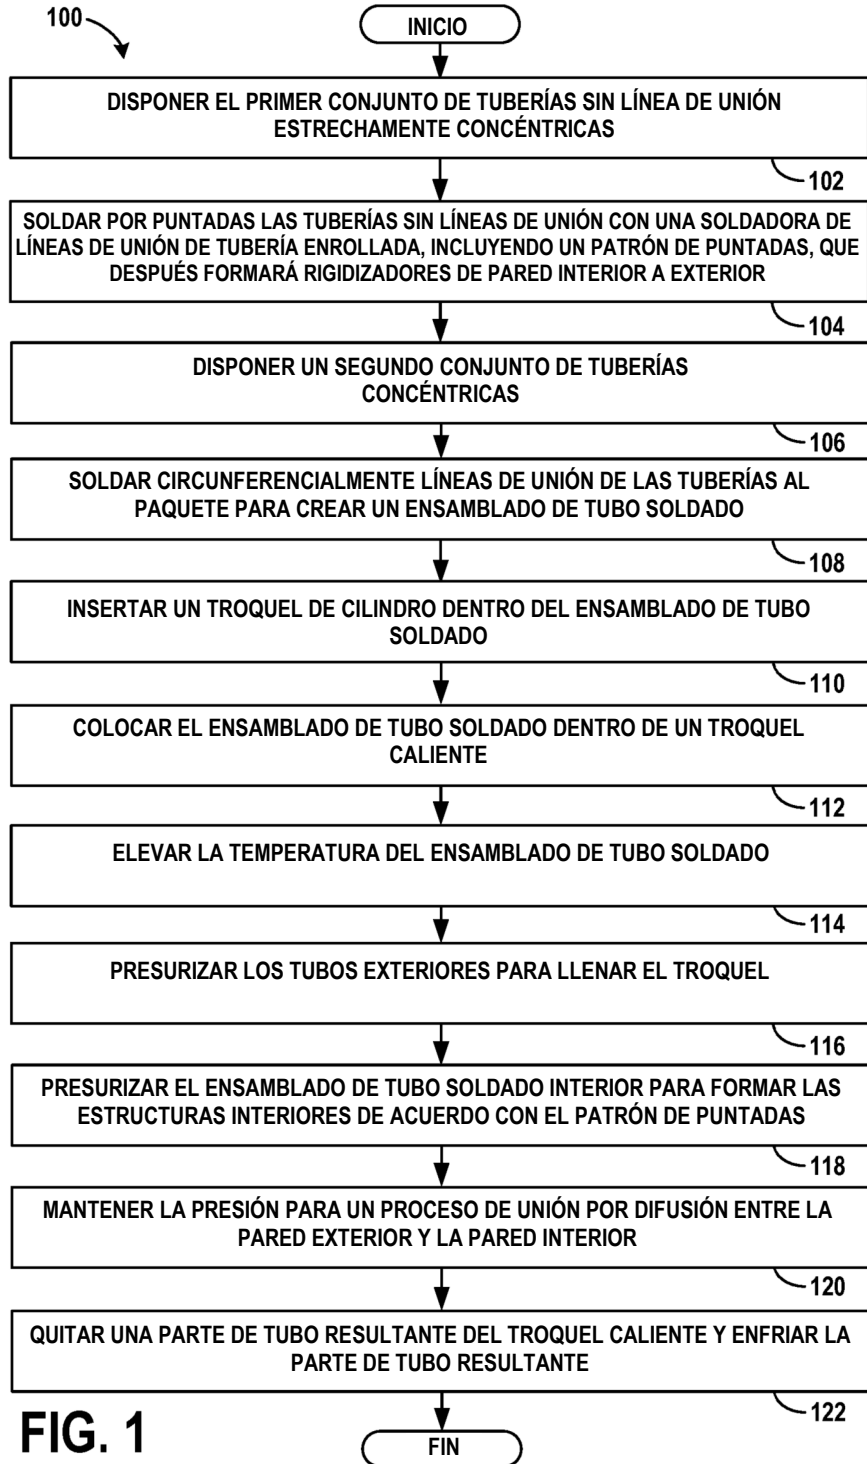 100
INICIO
DISPONER EL PRIMER CONJUNTO DE TUBERÍAS SIN LÍNEA DE UNIÓN
ESTRECHAMENTE CONCÉNTRICAS
102
SOLDAR POR PUNTADAS LAS TUBERÍAS SIN LÍNEAS DE UNIÓN CON UNA SOLDADORA DE
LÍNEAS DE UNIÓN DE TUBERÍA ENROLLADA, INCLUYENDO UN PATRÓN DE PUNTADAS, QUE
DESPUÉS FORMARÁ RIGIDIZADORES DE PARED INTERIOR A EXTERIOR
104
DISPONER UN SEGUNDO CONJUNTO DE TUBERÍAS
CONCÉNTRICAS
106
SOLDAR CIRCUNFERENCIALMENTE LÍNEAS DE UNIÓN DE LAS TUBERÍAS AL
PAQUETE PARA CREAR UN ENSAMBLADO DE TUBO SOLDADO
108
INSERTAR UN TROQUEL DE CILINDRO DENTRO DEL ENSAMBLADO DE TUBO
SOLDADO
110
COLOCAR EL ENSAMBLADO DE TUBO SOLDADO DENTRO DE UN TROQUEL
CALIENTE
112
ELEVAR LA TEMPERATURA DEL ENSAMBLADO DE TUBO SOLDADO
114
PRESURIZAR LOS TUBOS EXTERIORES PARA LLENAR EL TROQUEL
116
PRESURIZAR EL ENSAMBLADO DE TUBO SOLDADO INTERIOR PARA FORMAR LAS
ESTRUCTURAS INTERIORES DE ACUERDO CON EL PATRÓN DE PUNTADAS
118
MANTENER LA PRESIÓN PARA UN PROCESO DE UNIÓN POR DIFUSIÓN ENTRE LA
PARED EXTERIOR Y LA PARED INTERIOR
120
QUITAR UNA PARTE DE TUBO RESULTANTE DEL TROQUEL CALIENTE Y ENFRIAR LA
PARTE DE TUBO RESULTANTE
122
FIG. 1
FIN